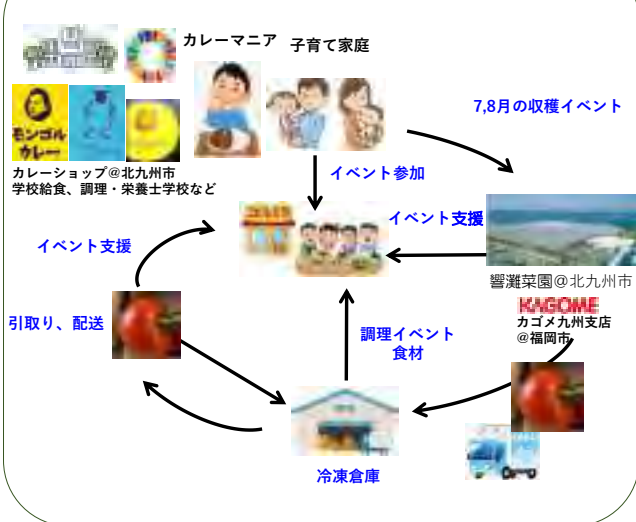 カレーマニア
子育て家庭
7,8月の収穫イベント
モンゴル
カレー
カレーショップ@北九州市
学校給食、調理・栄養士学校など
イベント参加
イベント支援
イベント支援
響灘菜園@北九州市
KAGOME
カゴメ九州支店
@福岡市
引取り、配送
調理イベント
食材
冷凍倉庫